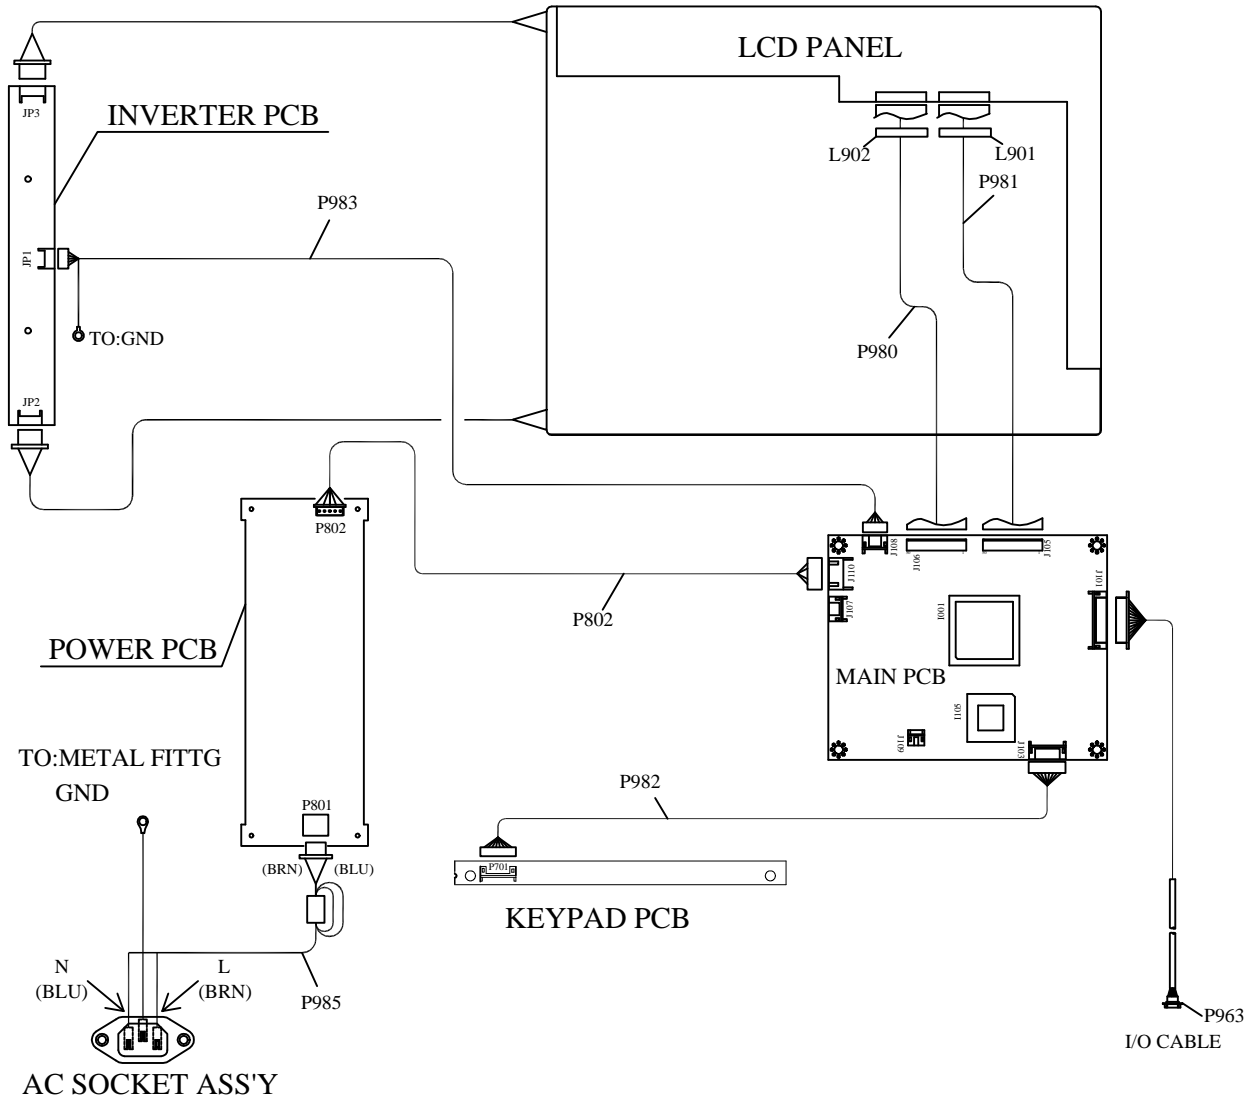 LCD PANEL
JP3
INVERTER PCB
L902
L901
P981
P983
JP1
TO:GND
P980
JP2
P802
J108
J106
J105
J110
J101
J107
I001
P802
POWER PCB
MAIN PCB
I105
J109
J103
TO:METAL FITTG
GND
P982
P801
(BRN)
(BLU)
P701
KEYPAD PCB
N
(BLU)
L
(BRN)
P985
P963
I/O CABLE
AC SOCKET ASS'Y